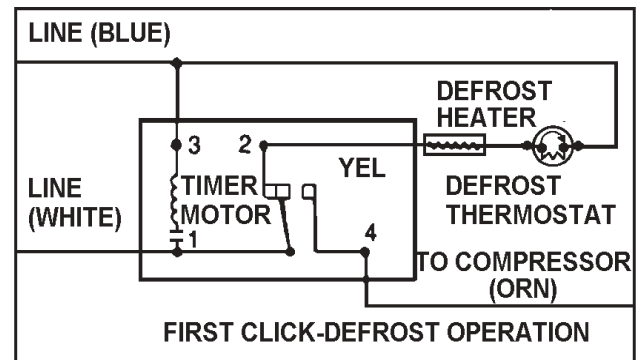 LINE (BLUE)
DEFROST
HEATER
3
2
YEL
LINE
(WHITE)
TIMER
MOTOR
DEFROST
THERMOSTAT
1
4
TO COMPRESSOR
(ORN)
FIRST CLICK-DEFROST OPERATION